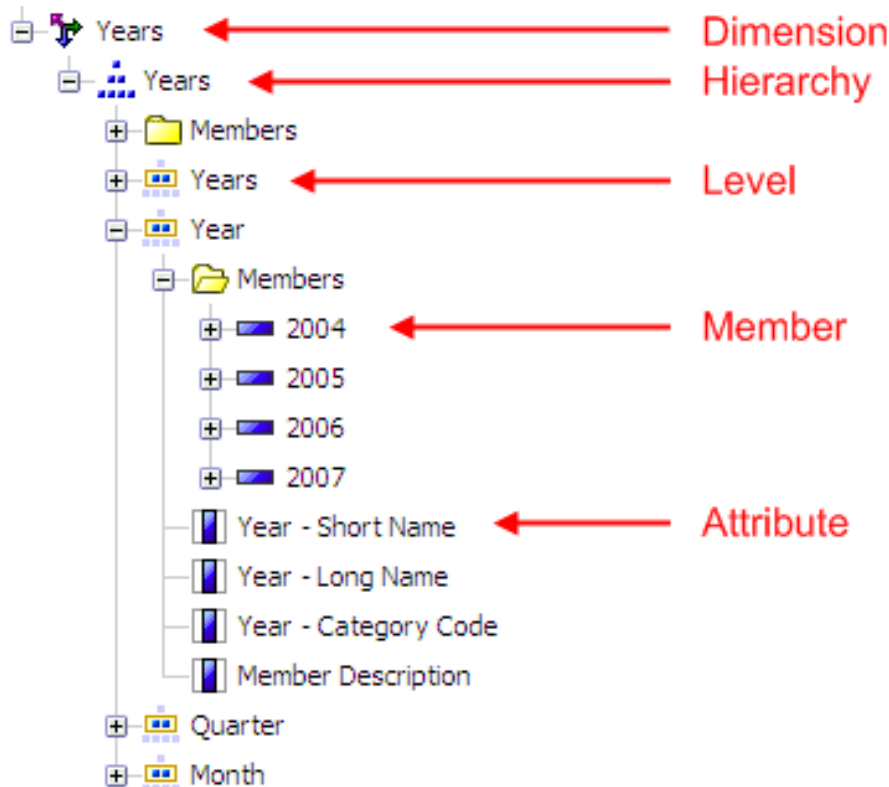 Years Dimension
Years Hierarchy
Members
Years Level
Year
Members
2004 Member
2005
2006
2007
Year - Short Name Attribute
Year - Long Name
Year - Category Code
Member Description
Quarter
Month